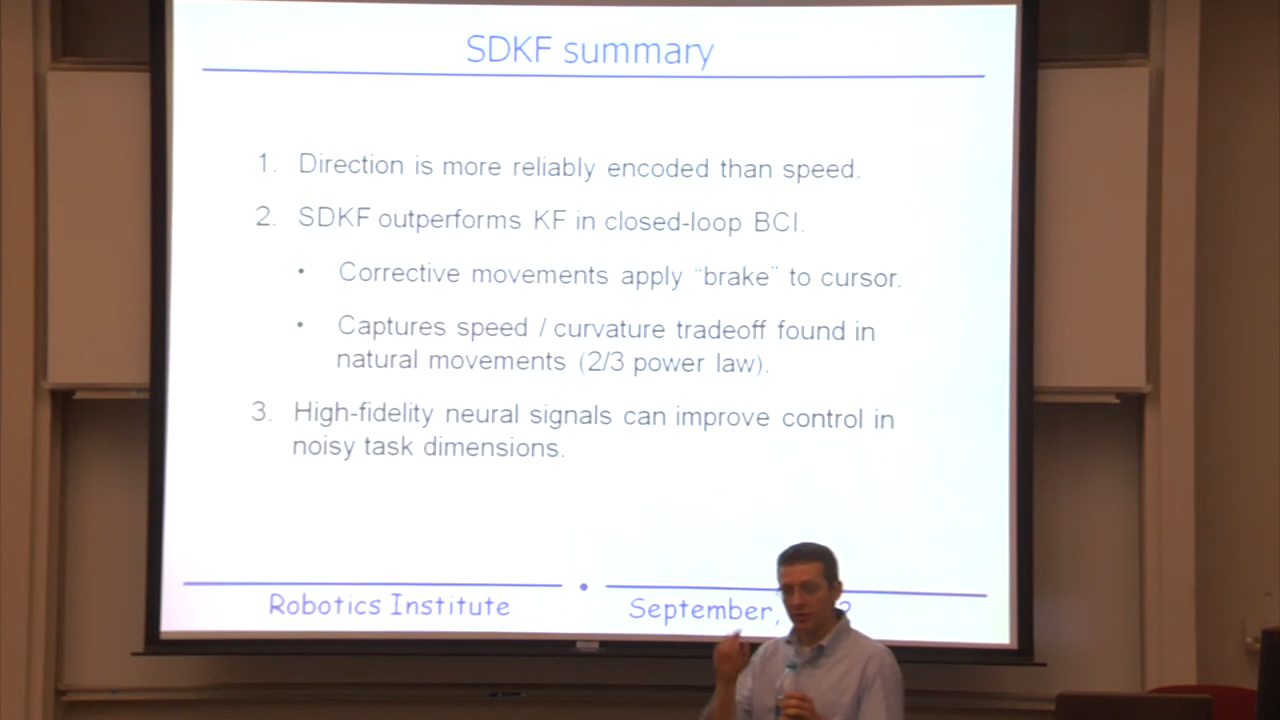 SDKF summary
1. Direction is more reliably encoded than speed.
2. SDKF outperforms KF in closed-loop BCI.
• Corrective movements apply "brake" to cursor.
• Captures speed / curvature tradeoff found in
natural movements (2/3 power law).
3. High-fidelity neural signals can improve control in
noisy task dimensions.
Robotics Institute • September,